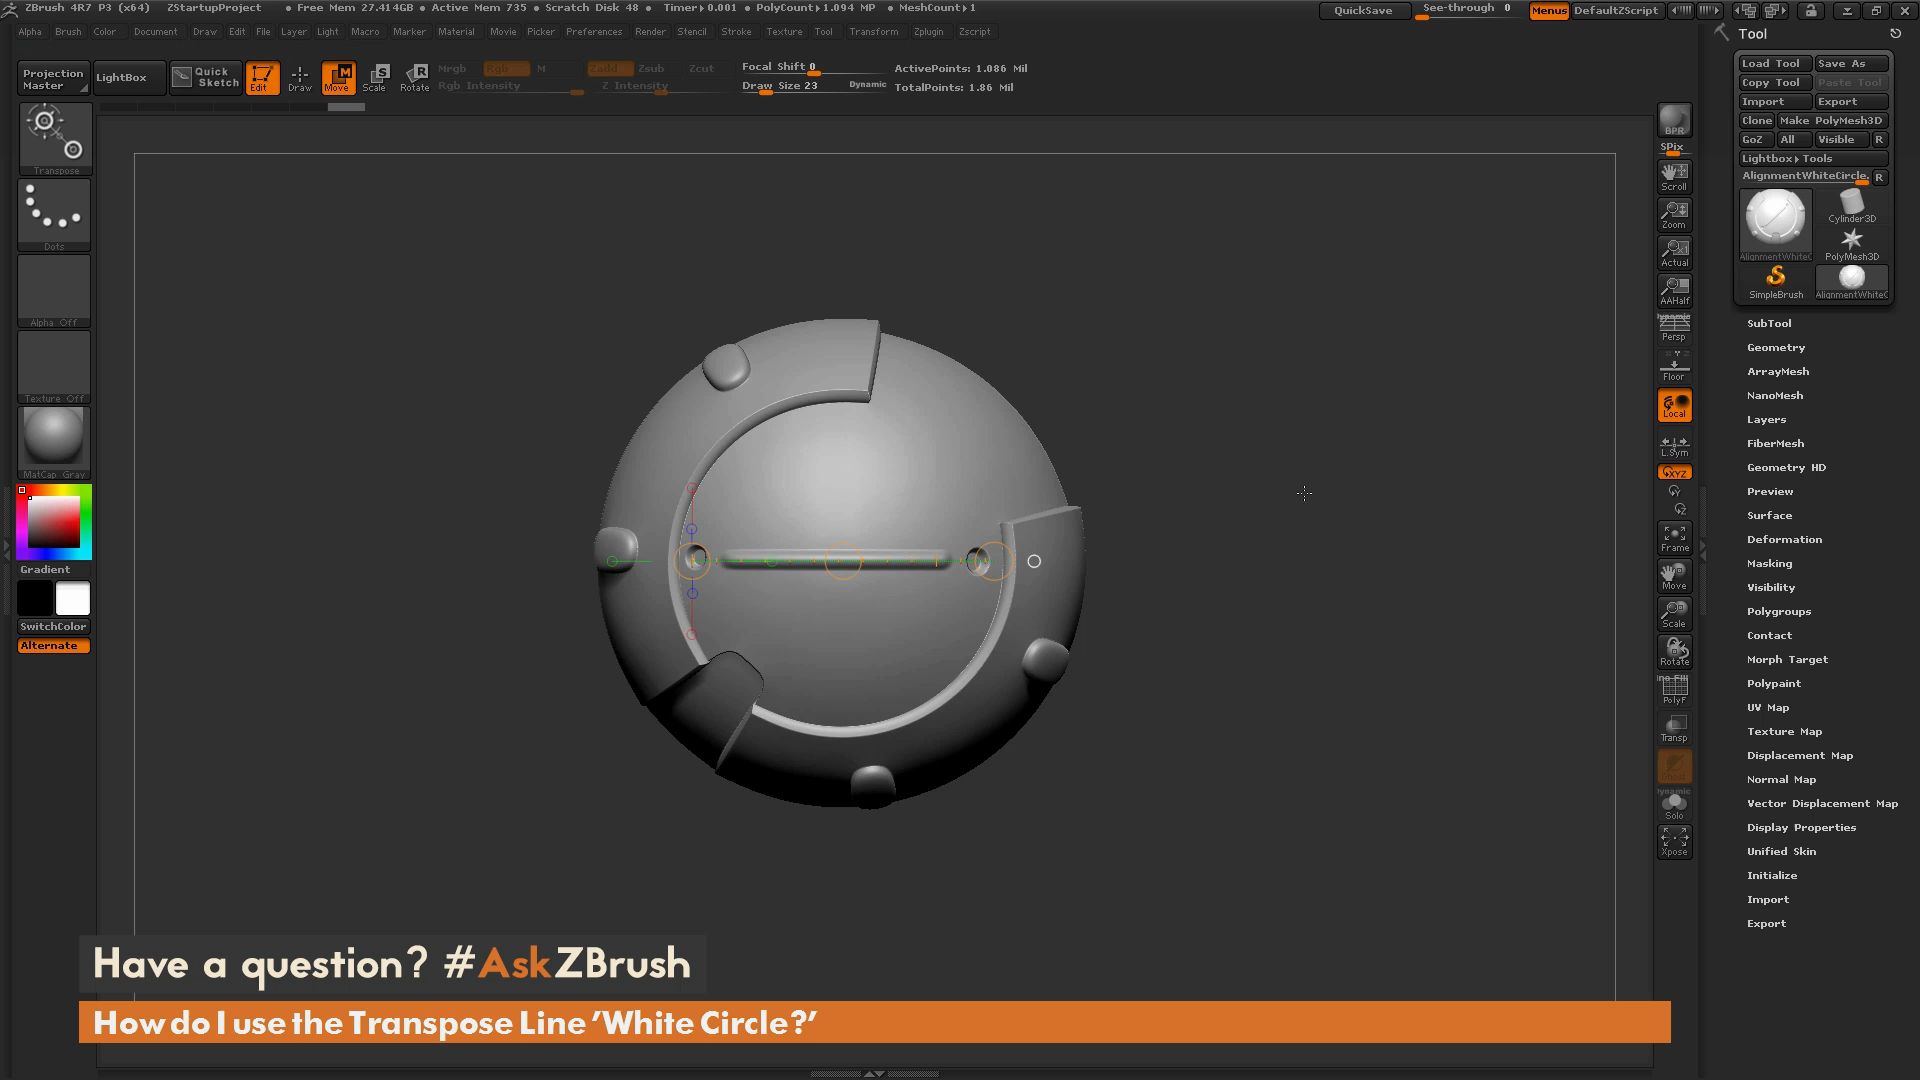 ZBrush 4R7 P3 (x64) ZStartupProject • Free Mem 27.414GB • Active Mem 735 • Scratch Disk 48 • Timer▸0.001 • PolyCount▸1.094 MP • MeshCount▸1 QuickSave See-through 0 Menus DefaultZScript
Alpha Brush Color Document Draw Edit File Layer Light Macro Marker Material Movie Picker Preferences Render Stencil Stroke Texture Tool Transform Zplugin Zscript
Projection Master
LightBox
Quick Sketch
Edit
Draw
Move
Scale
Rotate
Mrgb Rgb M
Rgb Intensity
Zadd Zsub Zcut
Z Intensity
Focal Shift 0
Draw Size 23 Dynamic
ActivePoints: 1.086 Mil
TotalPoints: 1.86 Mil
Transpose
Dots
Alpha Off
Texture Off
MatCap Gray
Gradient
SwitchColor
Alternate
BPR
SPix
Scroll
Zoom
Actual
AAHalf
Dynamic
Persp
Floor
Local
L.Sym
XYZ
Frame
Move
Scale
Rotate
PolyF
Transp
Ghost
Dynamic
Solo
Xpose
Tool
Load Tool Save As
Copy Tool Paste Tool
Import Export
Clone Make PolyMesh3D
GoZ All Visible R
Lightbox▸Tools
AlignmentWhiteCircle. R
AlignmentWhiteC
Cylinder3D
PolyMesh3D
SimpleBrush
AlignmentWhiteC
SubTool
Geometry
ArrayMesh
NanoMesh
Layers
FiberMesh
Geometry HD
Preview
Surface
Deformation
Masking
Visibility
Polygroups
Contact
Morph Target
Polypaint
UV Map
Texture Map
Displacement Map
Normal Map
Vector Displacement Map
Display Properties
Unified Skin
Initialize
Import
Export
Have a question? #AskZBrush
How do I use the Transpose Line 'White Circle?'